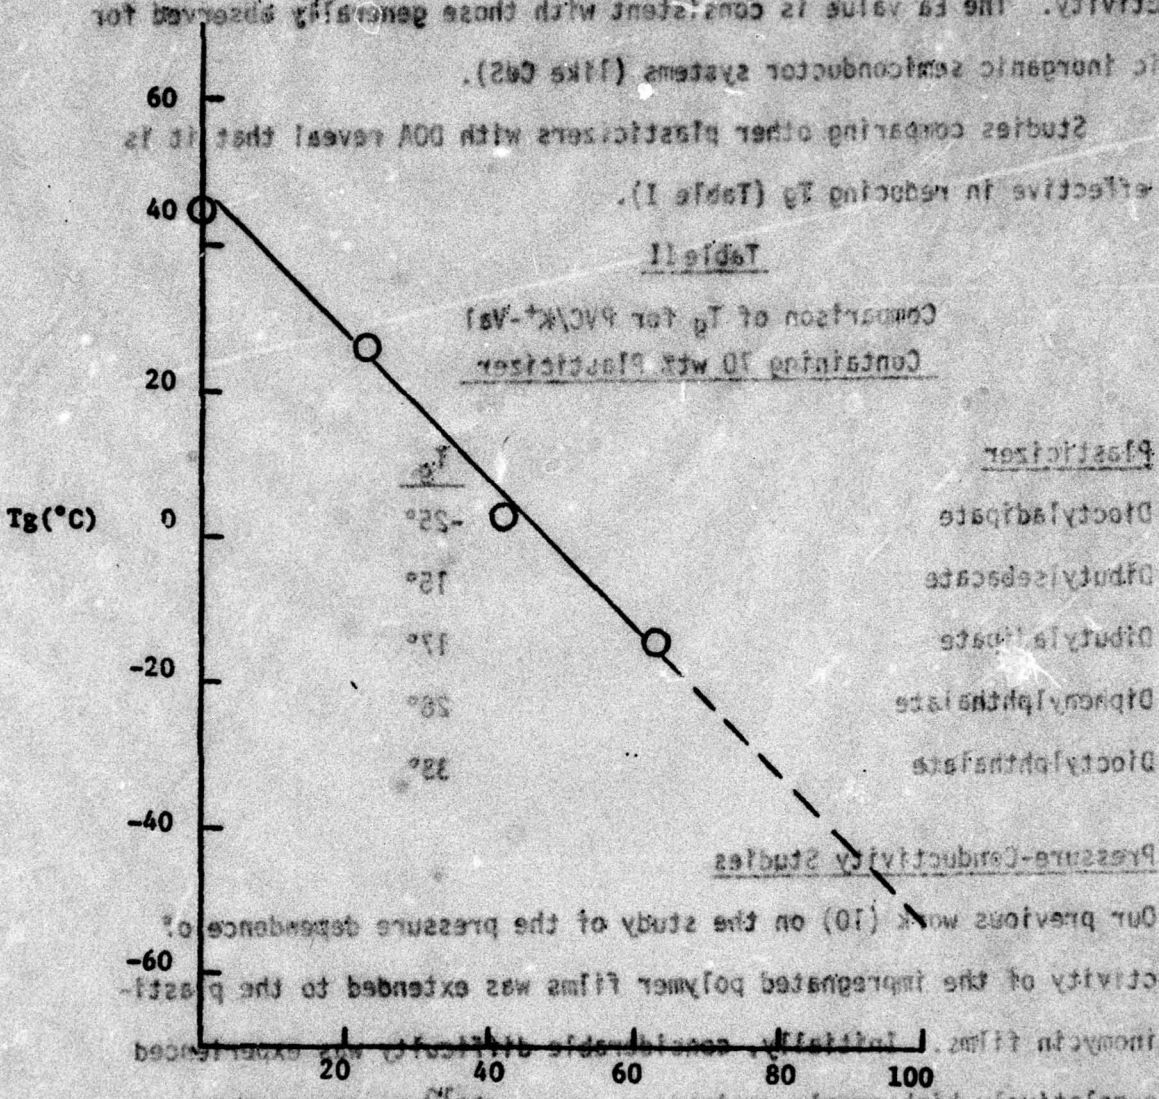 ctivity. The Ea value is consistent with those generally observed for
ic inorganic semiconductor systems (like CdS).
Studies comparing other plasticizers with DOA reveal that it is
effective in reducing Tg (Table I).
Table II
Comparison of Tg for PVC/K+-Val
Containing 70 wt% Plasticizer
Plasticizer Tg
Dioctyladipate -25°
Dibutylsebacate 15°
Dibutyladipate 17°
Diphenylphthalate 26°
Dioctylphthalate 38°
Pressure-Conductivity Studies
Our previous work (10) on the study of the pressure dependence of
ctivity of the impregnated polymer films was extended to the plasti-
inomycin films. Initially, considerable difficulty was experienced
60
40
20
Tg(°C) 0
-20
-40
-60
20 40 60 80 100